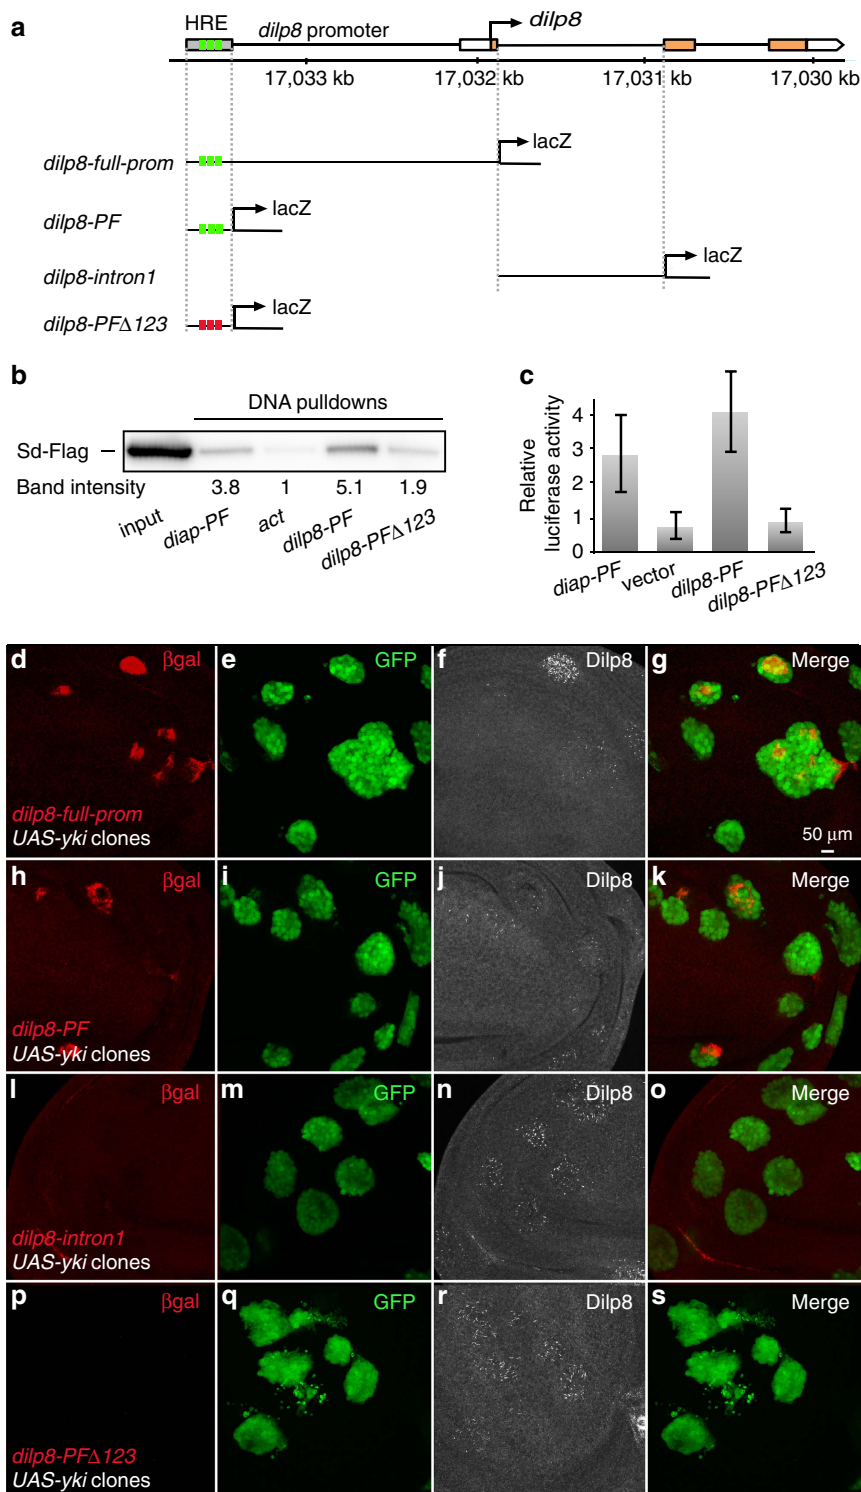 a
HRE
dilp8 promoter
dilp8
17,033 kb
17,032 kb
17,031 kb
17,030 kb
dilp8-full-prom
lacZ
dilp8-PF
lacZ
dilp8-intron1
lacZ
dilp8-PFΔ123
lacZ
b
DNA pulldowns
Sd-Flag
Band intensity
3.8
1
5.1
1.9
input
diap-PF
act
dilp8-PF
dilp8-PFΔ123
c
Relative
luciferase activity
4
3
2
1
0
diap-PF
vector
dilp8-PF
dilp8-PFΔ123
d
βgal
dilp8-full-prom
UAS-yki clones
e
GFP
f
Dilp8
g
Merge
50 μm
h
βgal
dilp8-PF
UAS-yki clones
i
GFP
j
Dilp8
k
Merge
l
βgal
dilp8-intron1
UAS-yki clones
m
GFP
n
Dilp8
o
Merge
p
βgal
dilp8-PFΔ123
UAS-yki clones
q
GFP
r
Dilp8
s
Merge